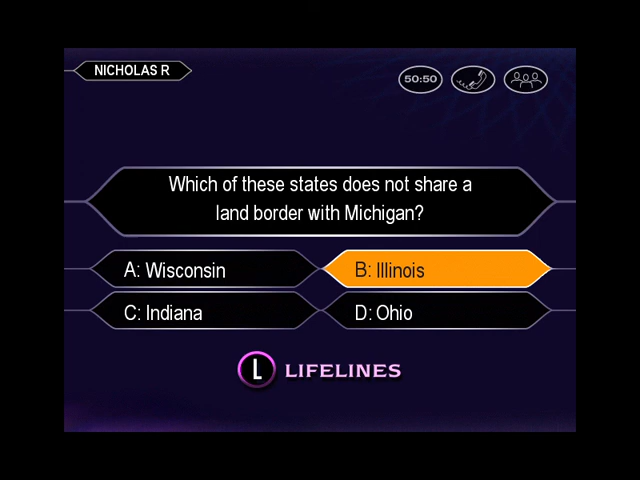 NICHOLAS R
50:50
Which of these states does not share a
land border with Michigan?
A: Wisconsin
B: Illinois
C: Indiana
D: Ohio
L LIFELINES